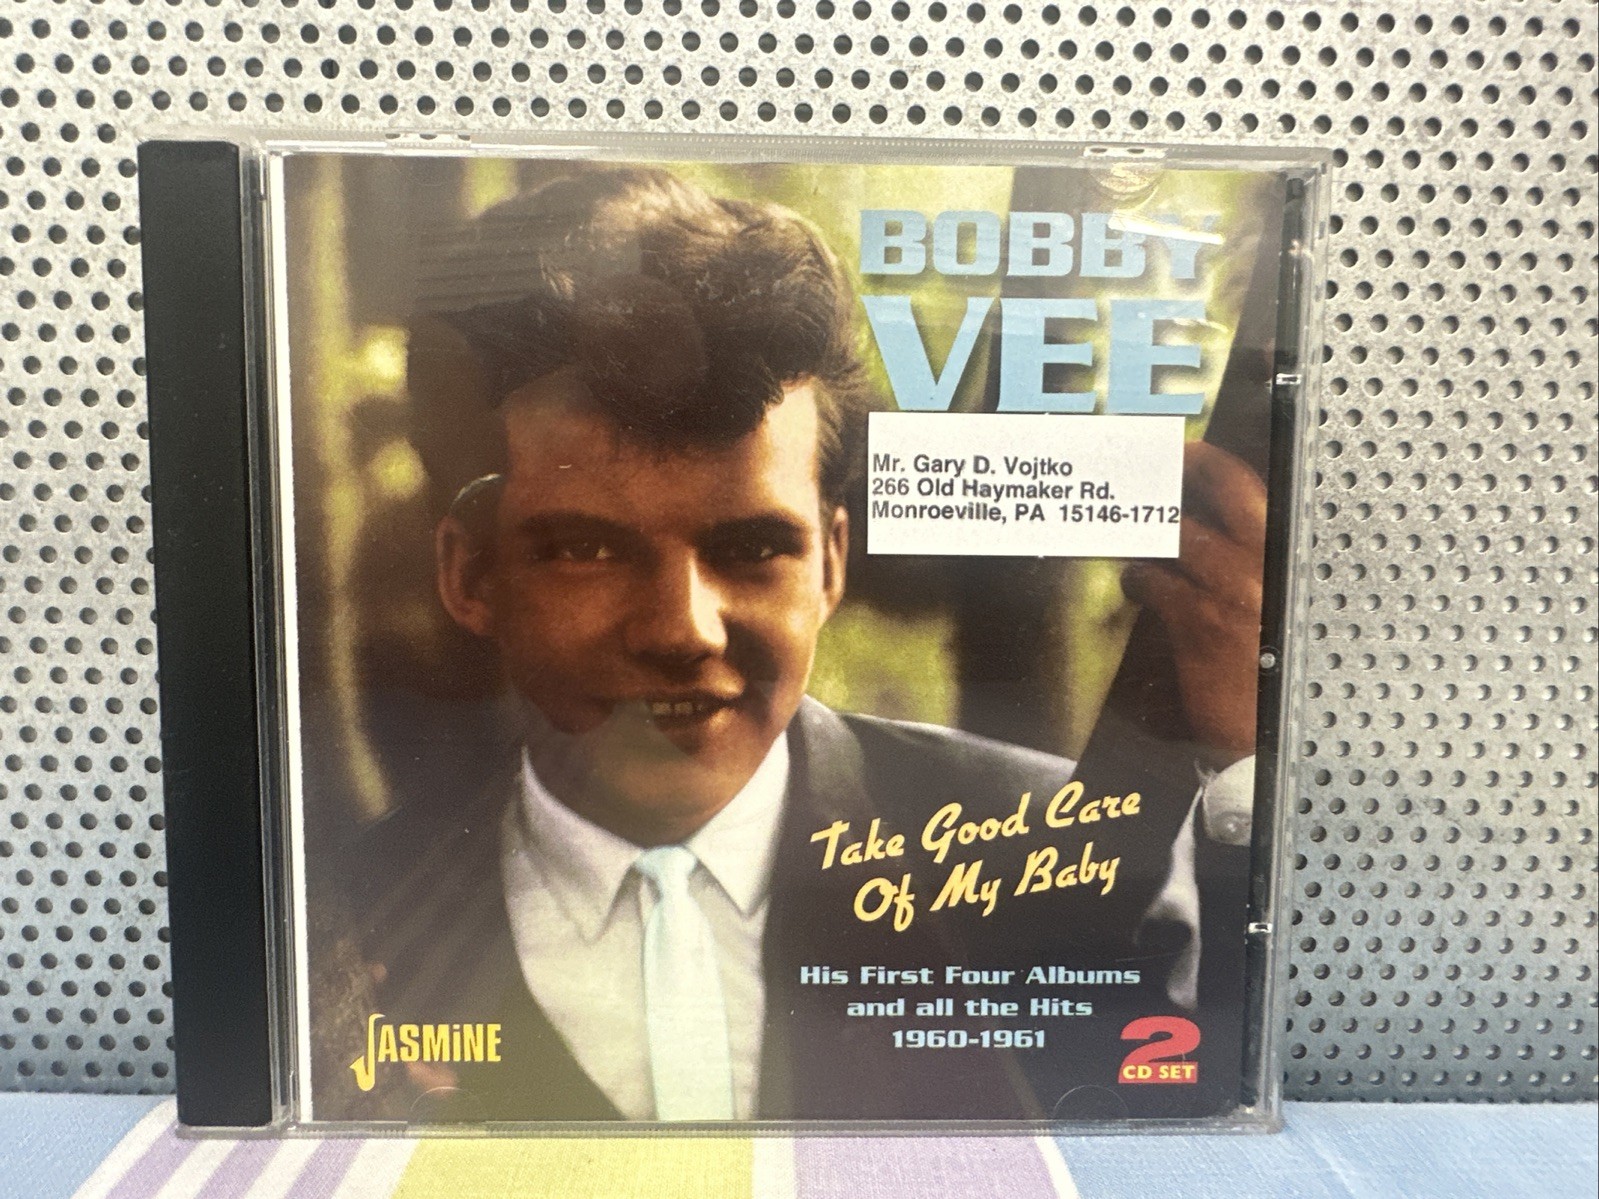 BOBBY
VEE
Mr. Gary D. Vojtko
266 Old Haymaker Rd.
Monroeville, PA 15146-1712
Take Good Care
Of My Baby
His First Four Albums
and all the Hits
1960-1961
JASMiNE
2
CD SET